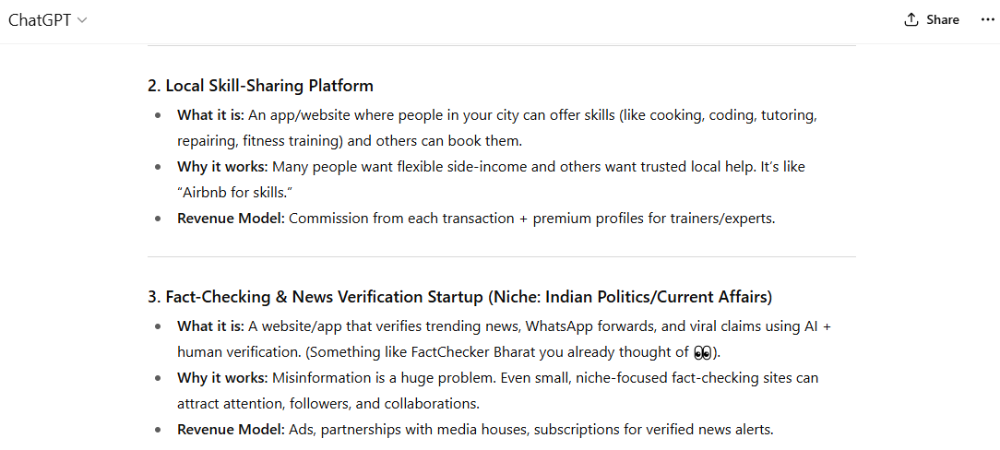 ChatGPT
Share
2. Local Skill-Sharing Platform
What it is: An app/website where people in your city can offer skills (like cooking, coding, tutoring,
repairing, fitness training) and others can book them.
Why it works: Many people want flexible side-income and others want trusted local help. It’s like
“Airbnb for skills.”
Revenue Model: Commission from each transaction + premium profiles for trainers/experts.
3. Fact-Checking & News Verification Startup (Niche: Indian Politics/Current Affairs)
What it is: A website/app that verifies trending news, WhatsApp forwards, and viral claims using AI +
human verification. (Something like FactChecker Bharat you already thought of 👀).
Why it works: Misinformation is a huge problem. Even small, niche-focused fact-checking sites can
attract attention, followers, and collaborations.
Revenue Model: Ads, partnerships with media houses, subscriptions for verified news alerts.